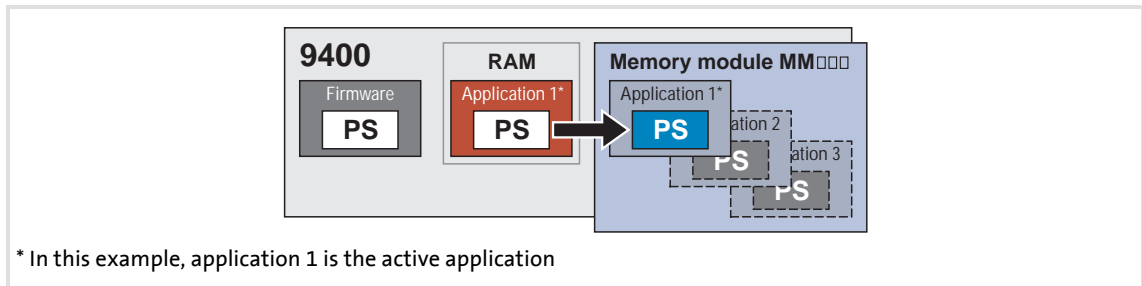 9400
RAM
Memory module MM□□□
Firmware
Application 1*
Application 1*
PS
PS
PS
ation 2
PS
ation 3
PS
* In this example, application 1 is the active application